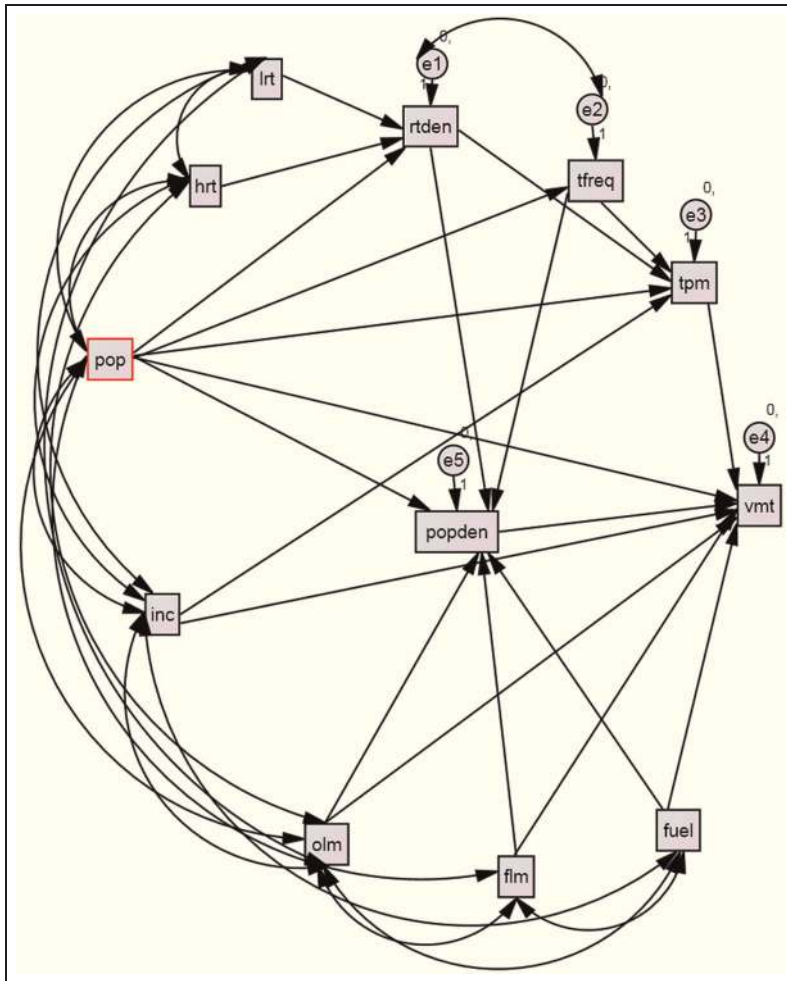 0,
lrt
e1
1
0,
e2
rtden
1
tfreq
hrt
0,
e3
1
tpm
pop
0,
e5
1
0,
e4
1
vmt
popden
inc
olm
flm
fuel